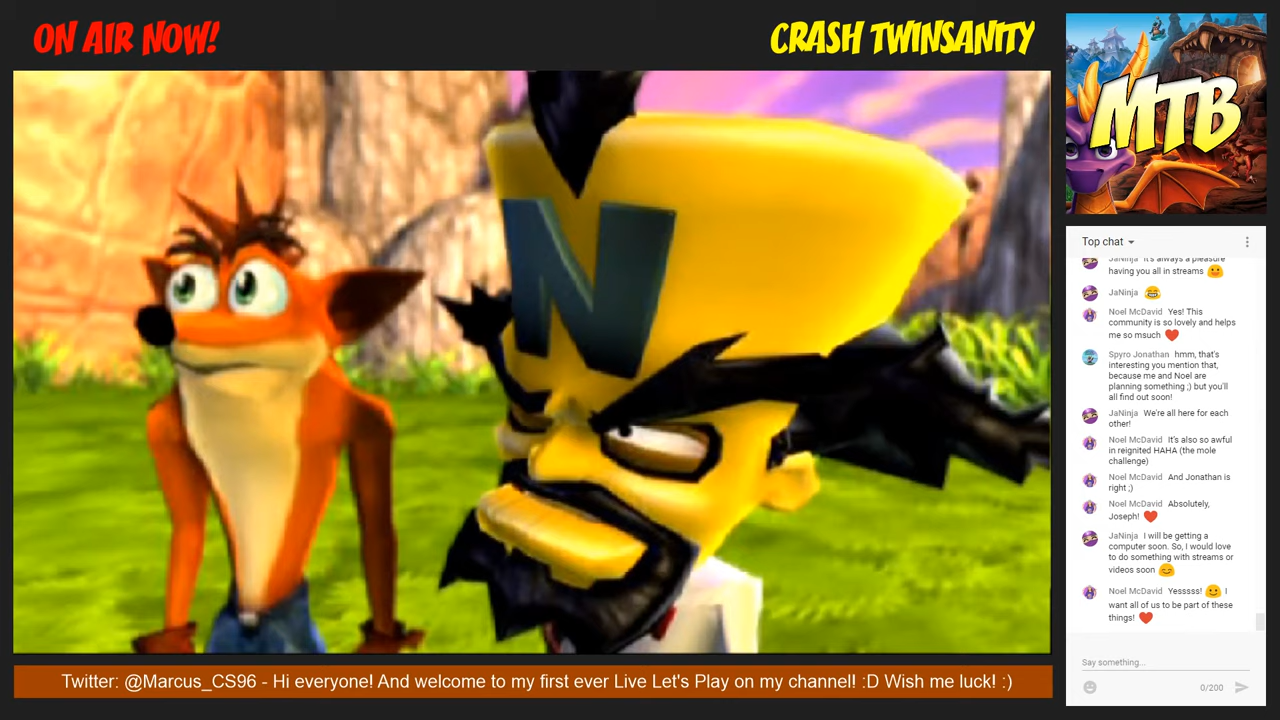 ON AIR NOW!
CRASH TWINSANITY
MTB
N
Top chat
JaNinja It's always a pleasure
having you all in streams
JaNinja
Noel McDavid Yes! This
community is so lovely and helps
me so msuch
Spyro Jonathan hmm, that's
interesting you mention that,
because me and Noel are
planning something ;) but you'll
all find out soon!
JaNinja We're all here for each
other!
Noel McDavid It's also so awful
in reignited HAHA (the mole
challenge)
Noel McDavid And Jonathan is
right ;)
Noel McDavid Absolutely,
Joseph!
JaNinja I will be getting a
computer soon. So, I would love
to do something with streams or
videos soon
Noel McDavid Yesssss! I
want all of us to be part of these
things!
Say something...
0/200
Twitter: @Marcus_CS96 - Hi everyone! And welcome to my first ever Live Let's Play on my channel! :D Wish me luck! :)